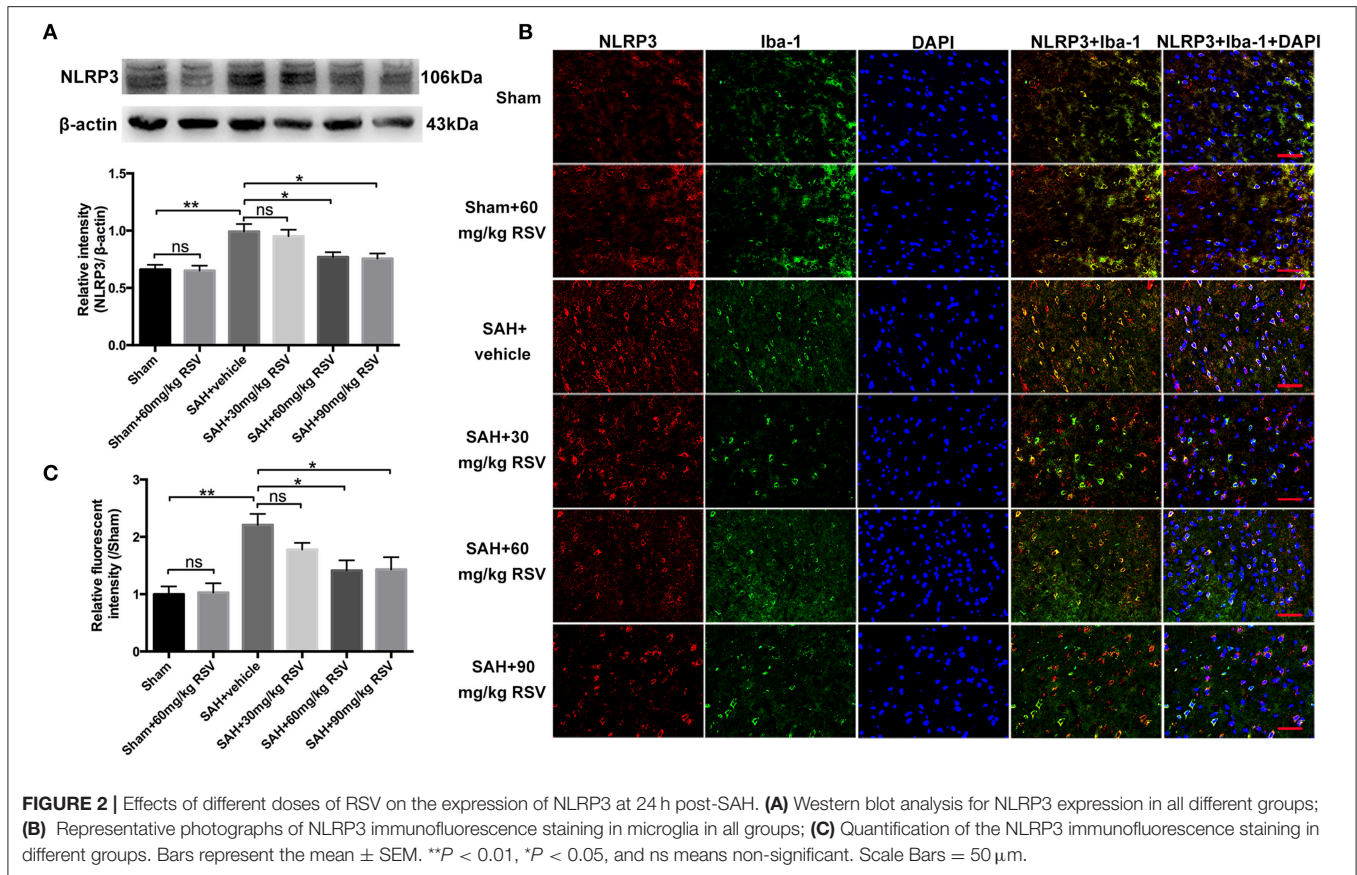 A
NLRP3
106kDa
β-actin
43kDa
Relative intensity
(NLRP3/ β-actin)
1.5
1.0
0.5
0.0
ns
**
ns
*
*
Sham
Sham+60mg/kg RSV
SAH+vehicle
SAH+30mg/kg RSV
SAH+60mg/kg RSV
SAH+90mg/kg RSV
C
Relative fluorescent
intensity (/Sham)
3
2
1
0
ns
**
ns
*
*
Sham
Sham+60mg/kg RSV
SAH+vehicle
SAH+30mg/kg RSV
SAH+60mg/kg RSV
SAH+90mg/kg RSV
B
NLRP3 Iba-1 DAPI NLRP3+Iba-1 NLRP3+Iba-1+DAPI
Sham
Sham+60
mg/kg RSV
SAH+
vehicle
SAH+30
mg/kg RSV
SAH+60
mg/kg RSV
SAH+90
mg/kg RSV
FIGURE 2 | Effects of different doses of RSV on the expression of NLRP3 at 24 h post-SAH. (A) Western blot analysis for NLRP3 expression in all different groups;
(B) Representative photographs of NLRP3 immunofluorescence staining in microglia in all groups; (C) Quantification of the NLRP3 immunofluorescence staining in
different groups. Bars represent the mean ± SEM. **P < 0.01, *P < 0.05, and ns means non-significant. Scale Bars = 50 μm.